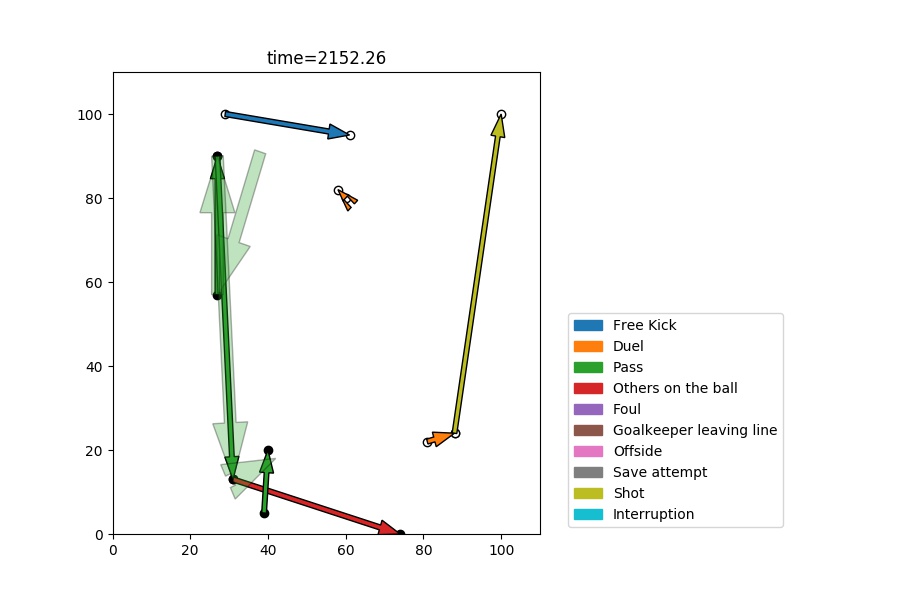 time=2152.26
100
80
60
40
20
0
0 20 40 60 80 100
Free Kick
Duel
Pass
Others on the ball
Foul
Goalkeeper leaving line
Offside
Save attempt
Shot
Interruption